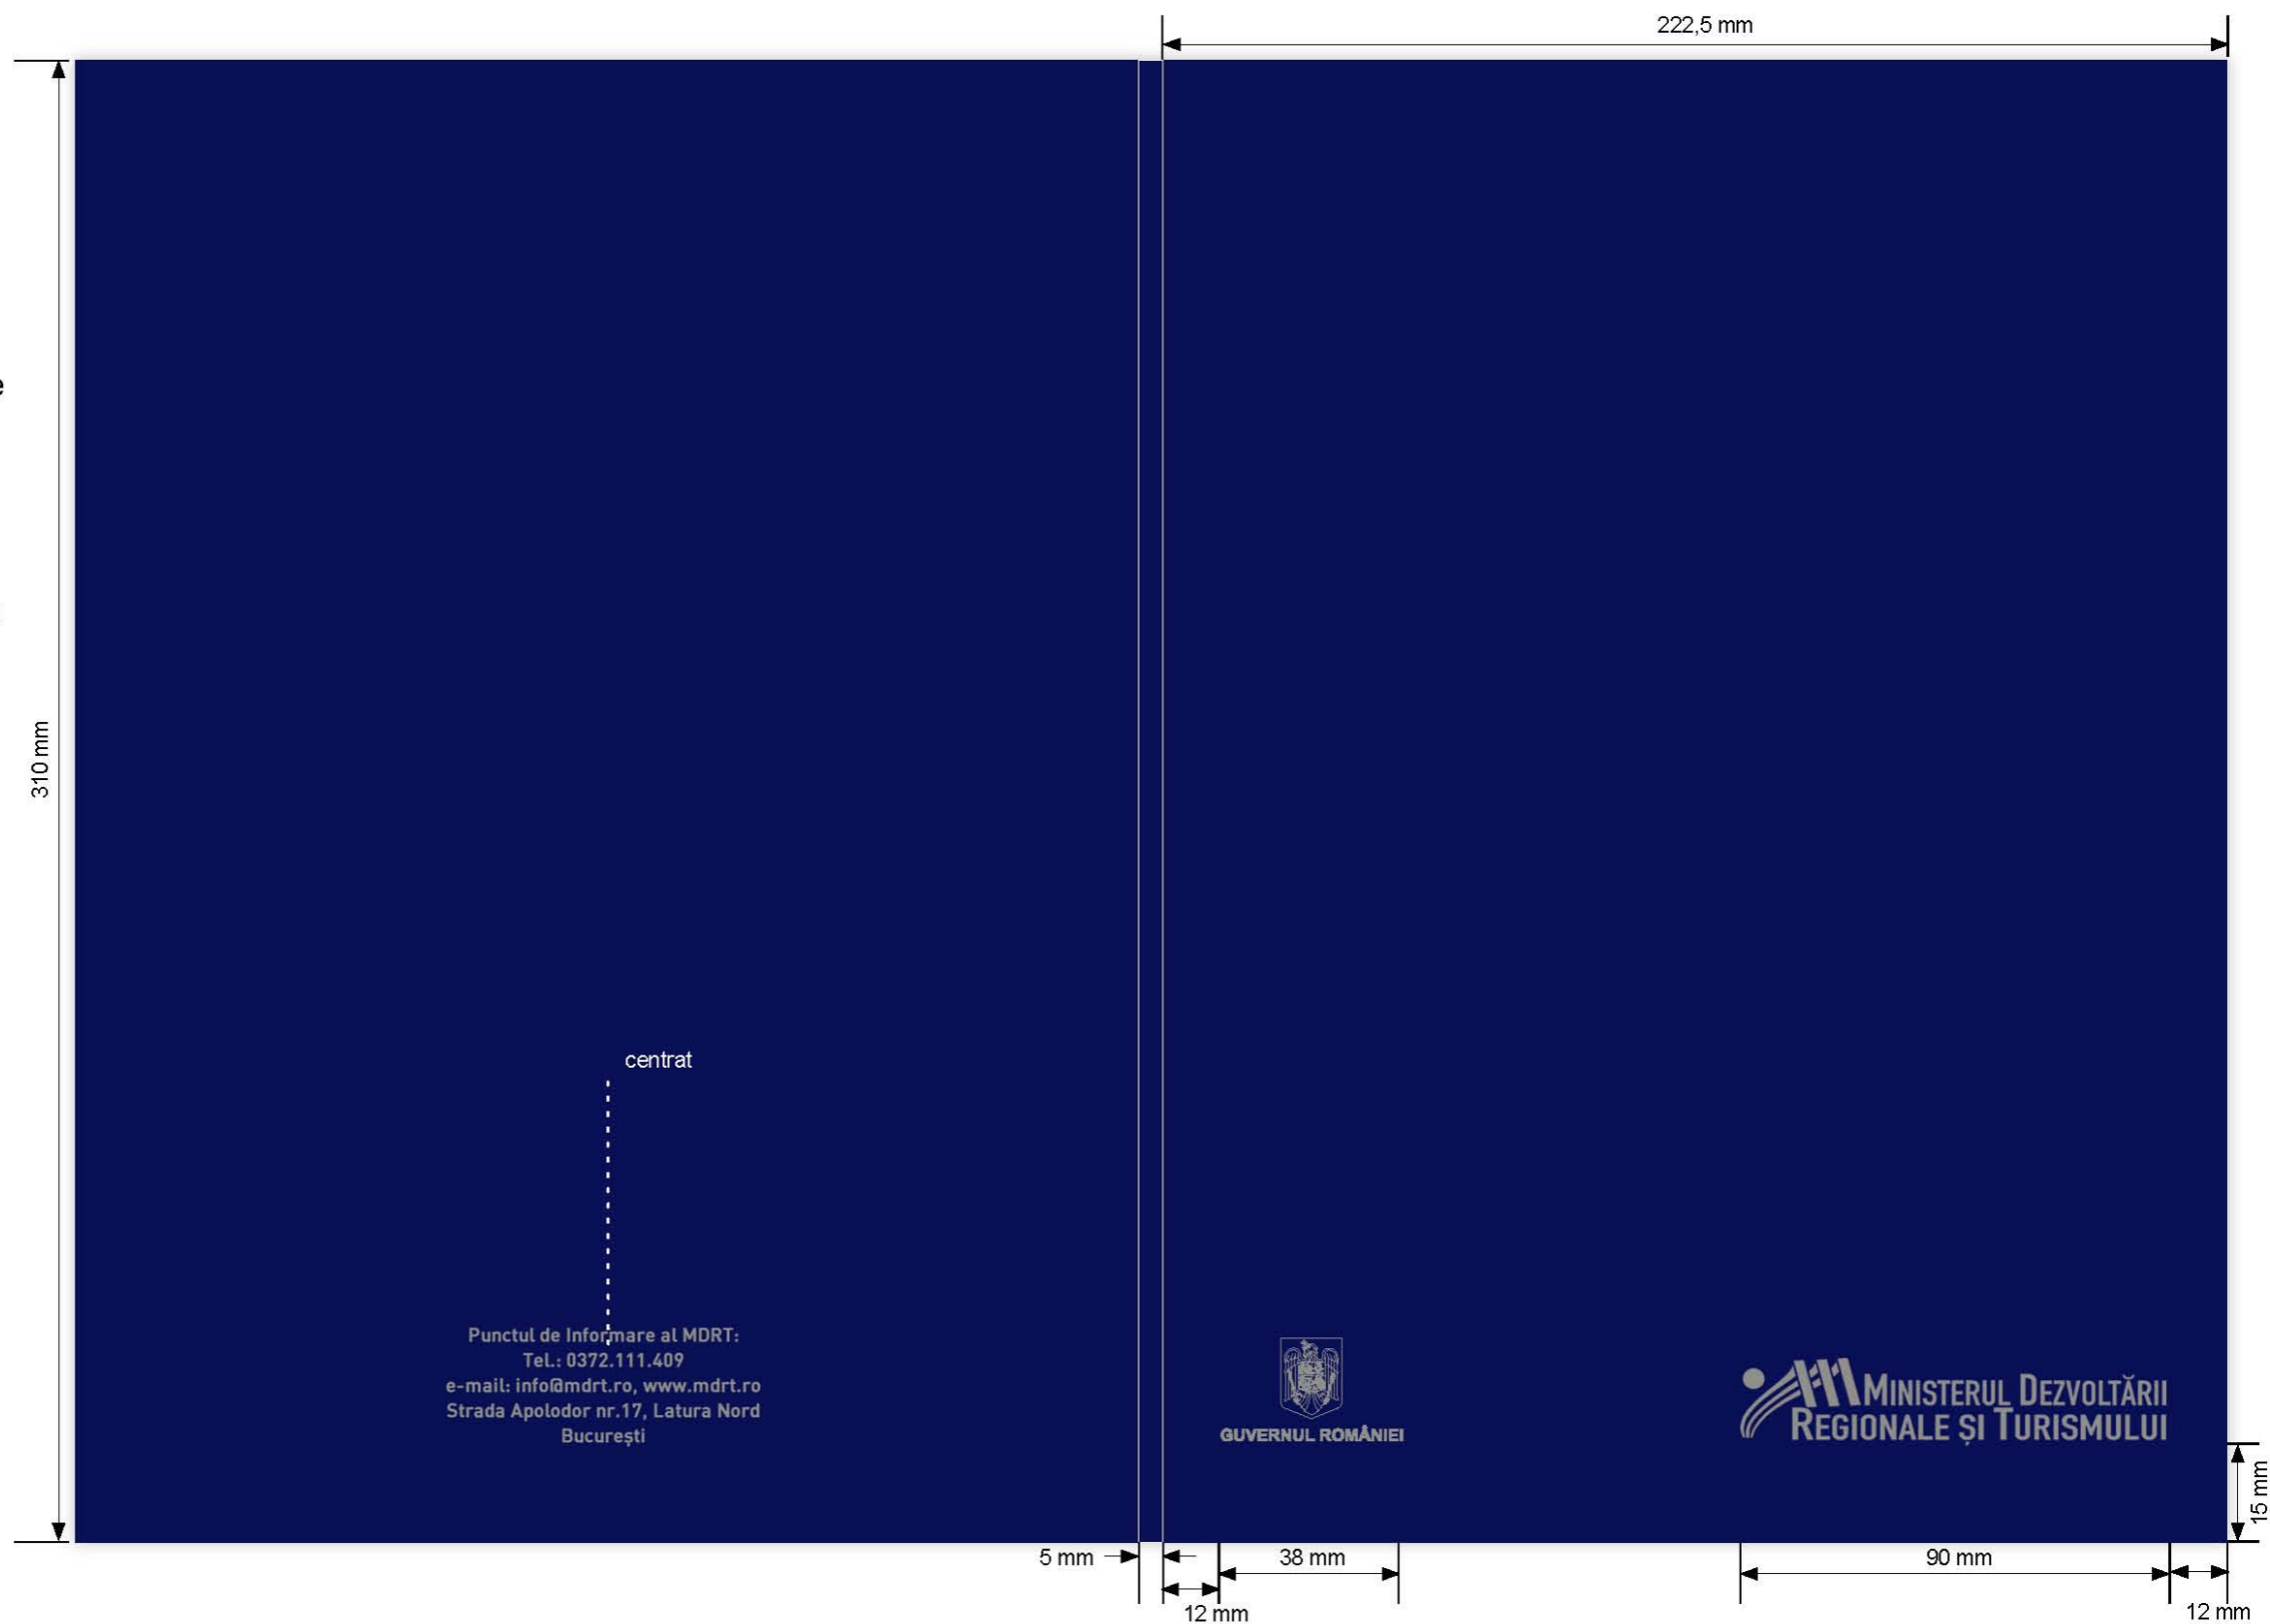 222,5 mm
e
310 mm
centrat
Punctul de Informare al MDRT:
Tel.: 0372.111.409
e-mail: info@mdrt.ro, www.mdrt.ro
Strada Apolodor nr.17, Latura Nord
București
GUVERNUL ROMÂNIEI
MINISTERUL DEZVOLTĂRII
REGIONALE ȘI TURISMULUI
15 mm
5 mm
38 mm
90 mm
12 mm
12 mm